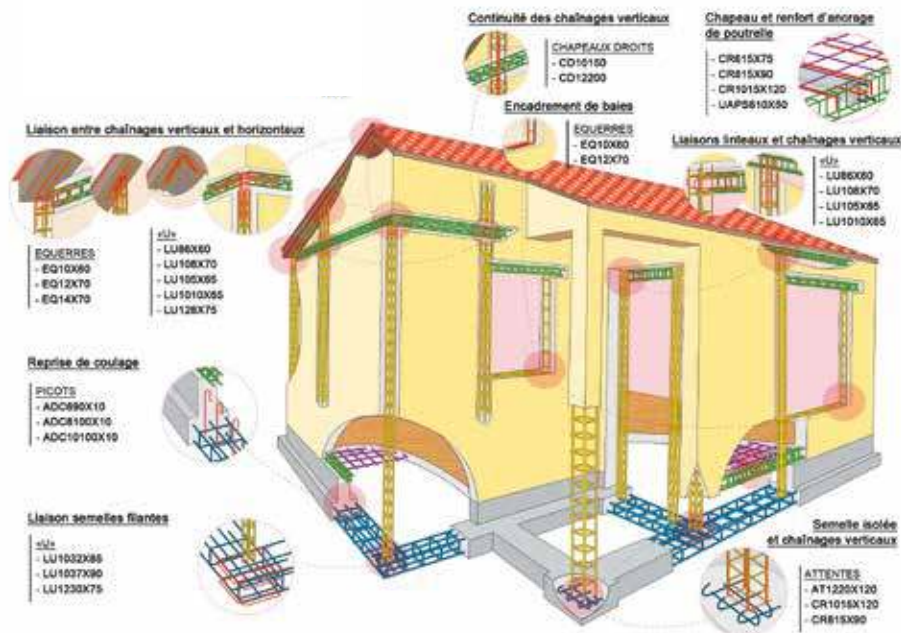 Continuité des chaînages verticaux
CHAPEAUX DROITS
- CD10150
- CD12200
Chapeau et renfort d'ancrage
de poutrelle
- CR615X75
- CR815X90
- CR1015X120
- UAPS810X50
Encadrement de baies
EQUERRES
- EQ10X60
- EQ12X70
Liaisons linteaux et chaînages verticaux
«U»
- LU86X60
- LU108X70
- LU105X65
- LU1010X65
Liaison entre chaînages verticaux et horizontaux
EQUERRES
- EQ10X60
- EQ12X70
- EQ14X70
«U»
- LU86X60
- LU108X70
- LU105X65
- LU1010X65
- LU128X75
Reprise de coulage
PICOTS
- ADC690X10
- ADC8100X10
- ADC10100X10
Liaison semelles filantes
«U»
- LU1032X85
- LU1037X90
- LU1230X75
Semelle isolée
et chaînages verticaux
ATTENTES
- AT1220X120
- CR1015X120
- CR815X90